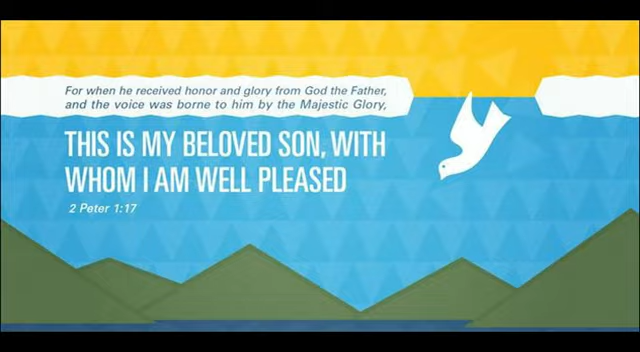 For when he received honor and glory from God the Father,
and the voice was borne to him by the Majestic Glory,
THIS IS MY BELOVED SON, WITH
WHOM I AM WELL PLEASED
2 Peter 1:17